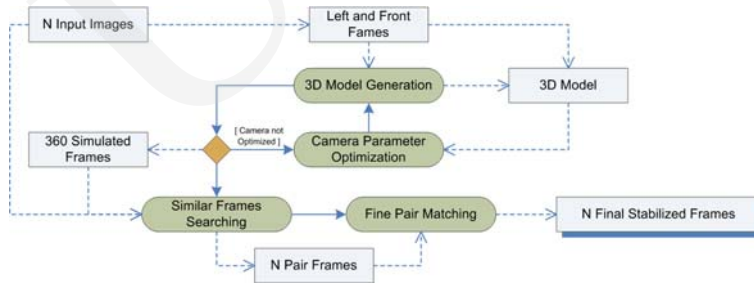 N Input Images
Left and Front
Fames
3D Model Generation
3D Model
[ Camera not
Optimized ]
Camera Parameter
Optimization
360 Simulated
Frames
Similar Frames
Searching
Fine Pair Matching
N Final Stabilized Frames
N Pair Frames